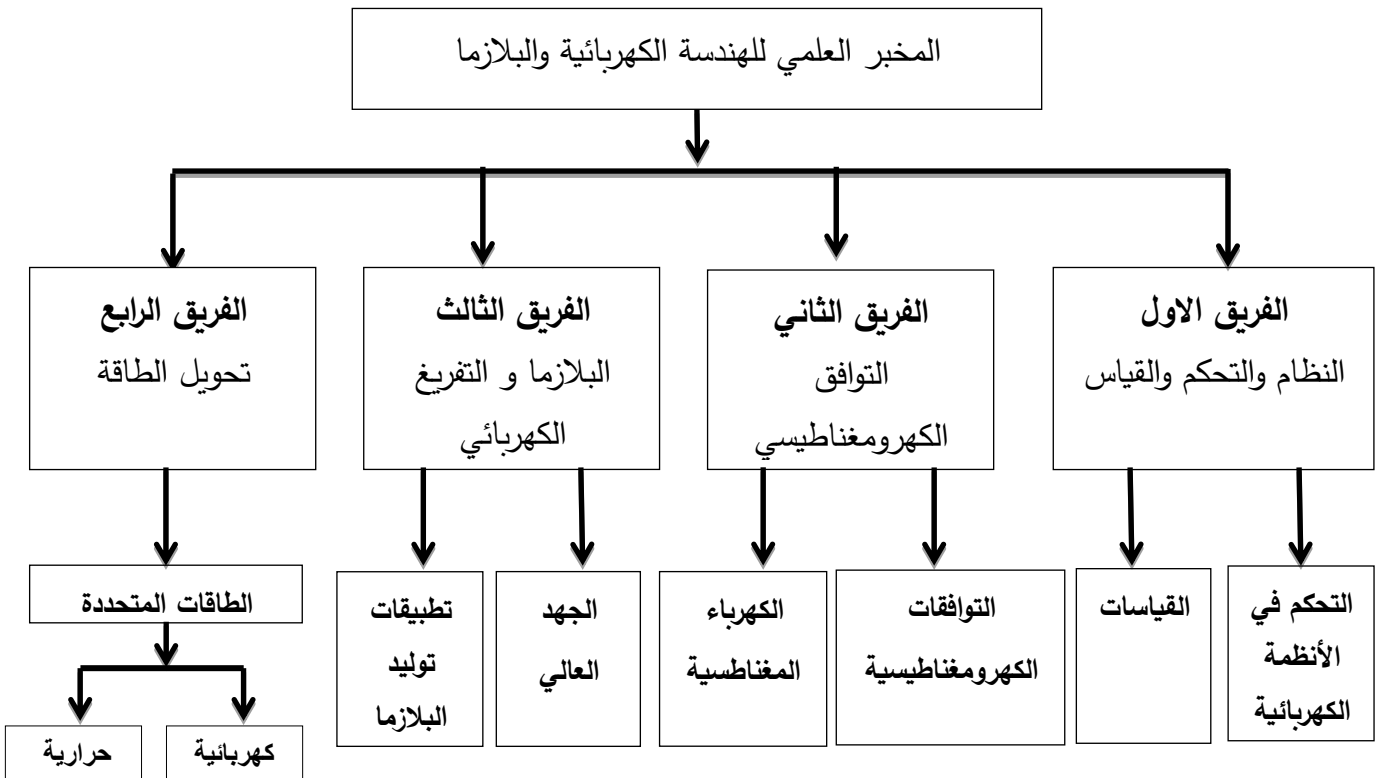 المخبر العلمي للهندسة الكهربائية والبلازما
الفريق الاول
النظام والتحكم والقياس
الفريق الثاني
التوافق
الكهرومغناطيسي
الفريق الثالث
البلازما و التفريغ
الكهربائي
الفريق الرابع
تحويل الطاقة
التحكم في
الأنظمة
الكهربائية
القياسات
التوافقات
الكهرومغناطيسية
الكهرباء
المغناطسية
الجهد
العالي
تطبيقات
توليد
البلازما
الطاقات المتحددة
كهربائية
حرارية